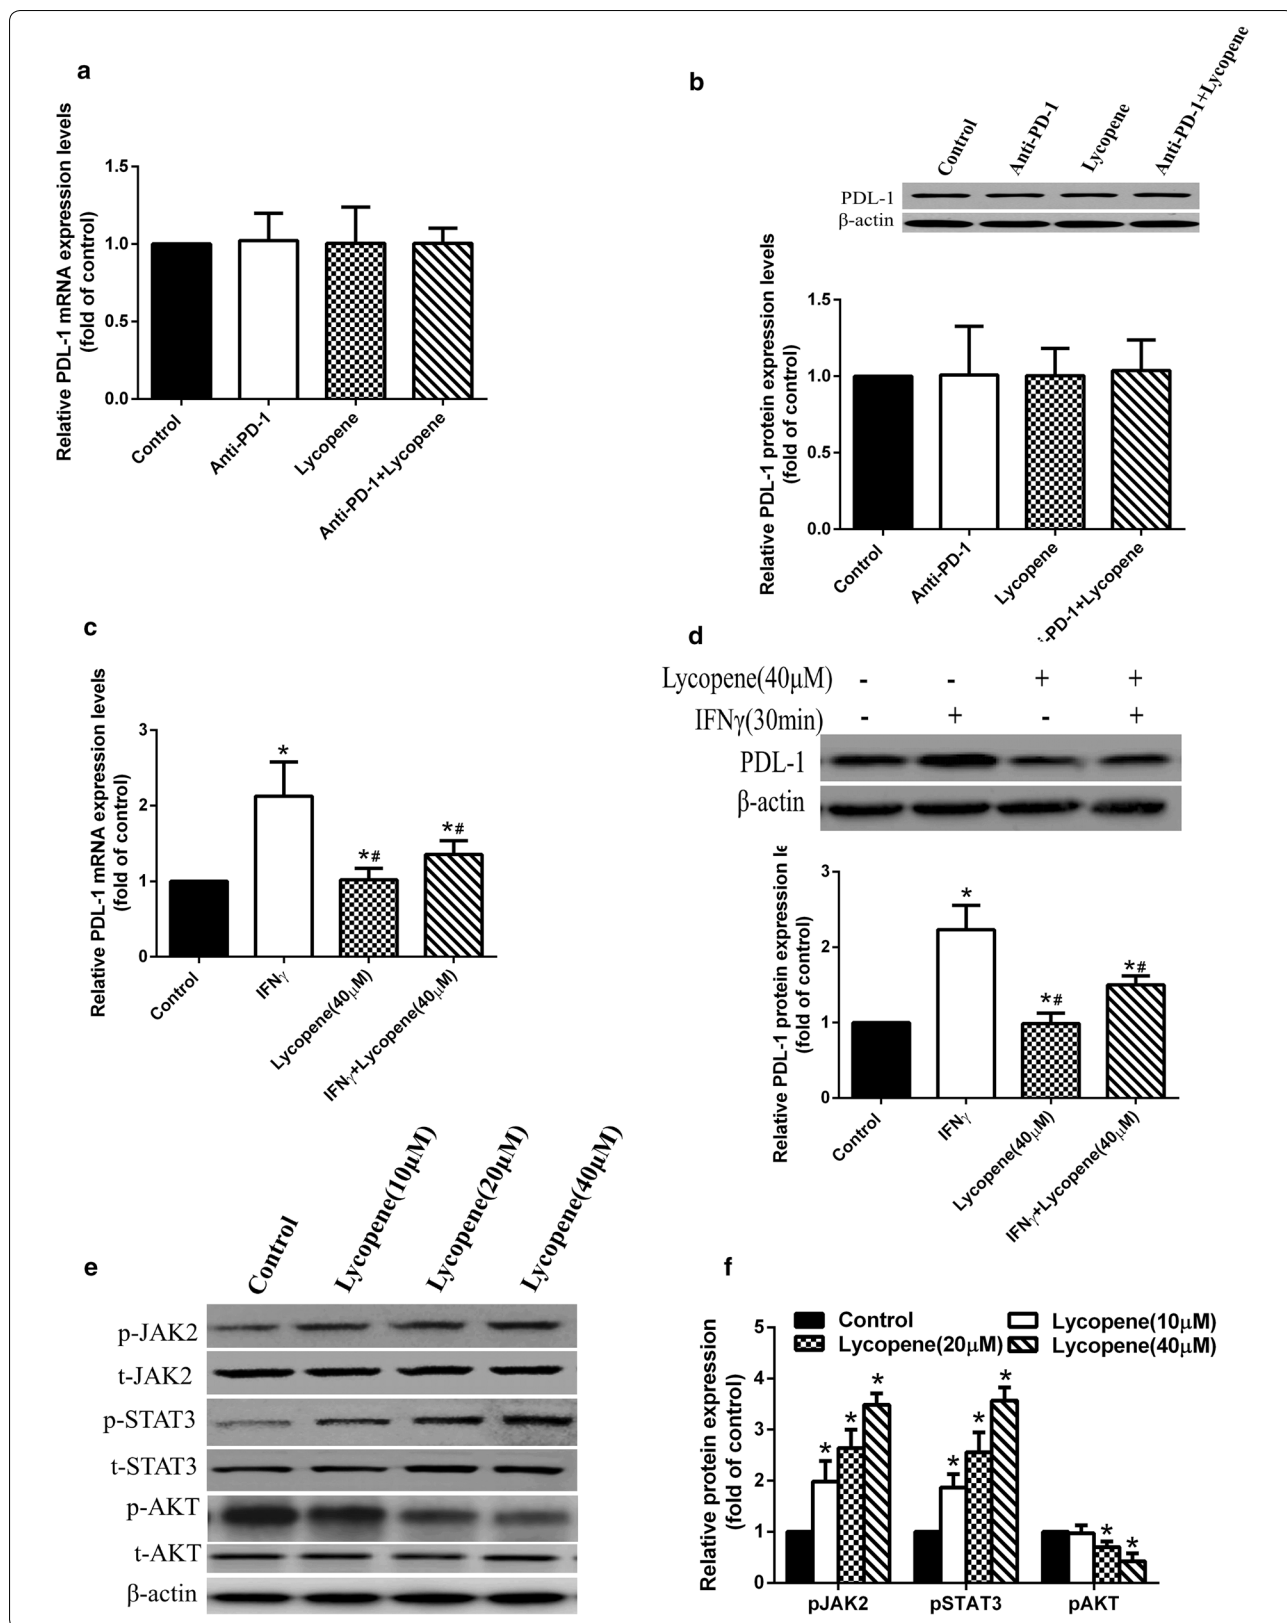 a
Relative PDL-1 mRNA expression levels
(fold of control)
1.5
1.0
0.5
0.0
Control
Anti-PD-1
Lycopene
Anti-PD-1+Lycopene
b
Control
Anti-PD-1
Lycopene
Anti-PD-1+Lycopene
PDL-1
β-actin
Relative PDL-1 protein expression levels
(fold of control)
1.5
1.0
0.5
0.0
Control
Anti-PD-1
Lycopene
i-PD-1+Lycopene
c
Relative PDL-1 mRNA expression levels
(fold of control)
3
2
1
0
*
*#
*#
Control
IFNγ
Lycopene(40μM)
IFNγ+Lycopene(40μM)
d
Lycopene(40μM) - - + +
IFNγ(30min) - + - +
PDL-1
β-actin
Relative PDL-1 protein expression le
(fold of control)
3
2
1
0
*
*#
*#
Control
IFNγ
Lycopene(40μM)
IFNγ+Lycopene(40μM)
e
Control
Lycopene(10μM)
Lycopene(20μM)
Lycopene(40μM)
p-JAK2
t-JAK2
p-STAT3
t-STAT3
p-AKT
t-AKT
β-actin
f
Relative protein expression
(fold of control)
Control
Lycopene(10μM)
Lycopene(20μM)
Lycopene(40μM)
5
4
3
2
1
0
* * *
* * *
* *
pJAK2
pSTAT3
pAKT